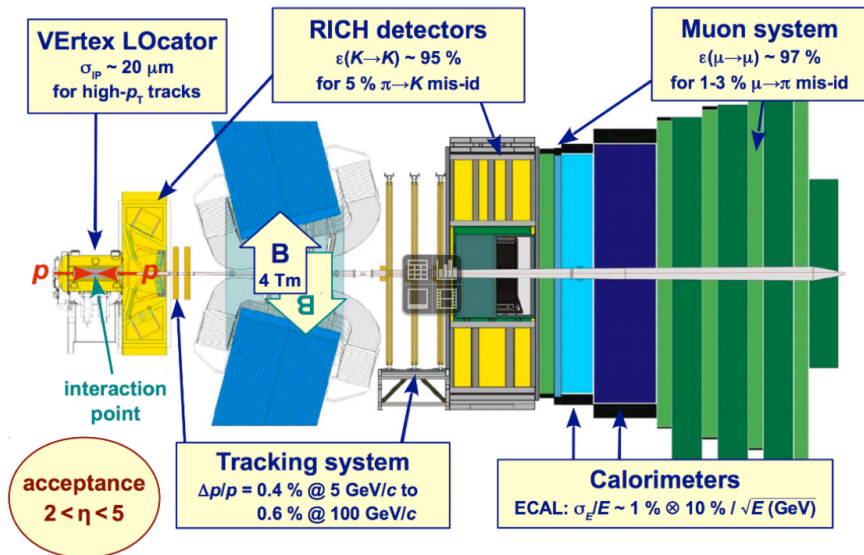 VErtex LOcator
σIP ~ 20 μm
for high-pT tracks
RICH detectors
ε(K→K) ~ 95 %
for 5 % π→K mis-id
Muon system
ε(μ→μ) ~ 97 %
for 1-3 % μ→π mis-id
p
p
B
4 Tm
B
interaction
point
acceptance
2 < η < 5
Tracking system
Δp/p = 0.4 % @ 5 GeV/c to
0.6 % @ 100 GeV/c
Calorimeters
ECAL: σE/E ~ 1 % ⊗ 10 % / √E (GeV)